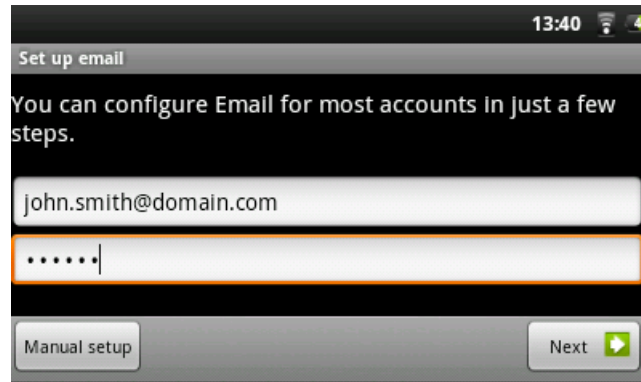 13:40
Set up email
You can configure Email for most accounts in just a few
steps.
john.smith@domain.com
••••••
Manual setup
Next